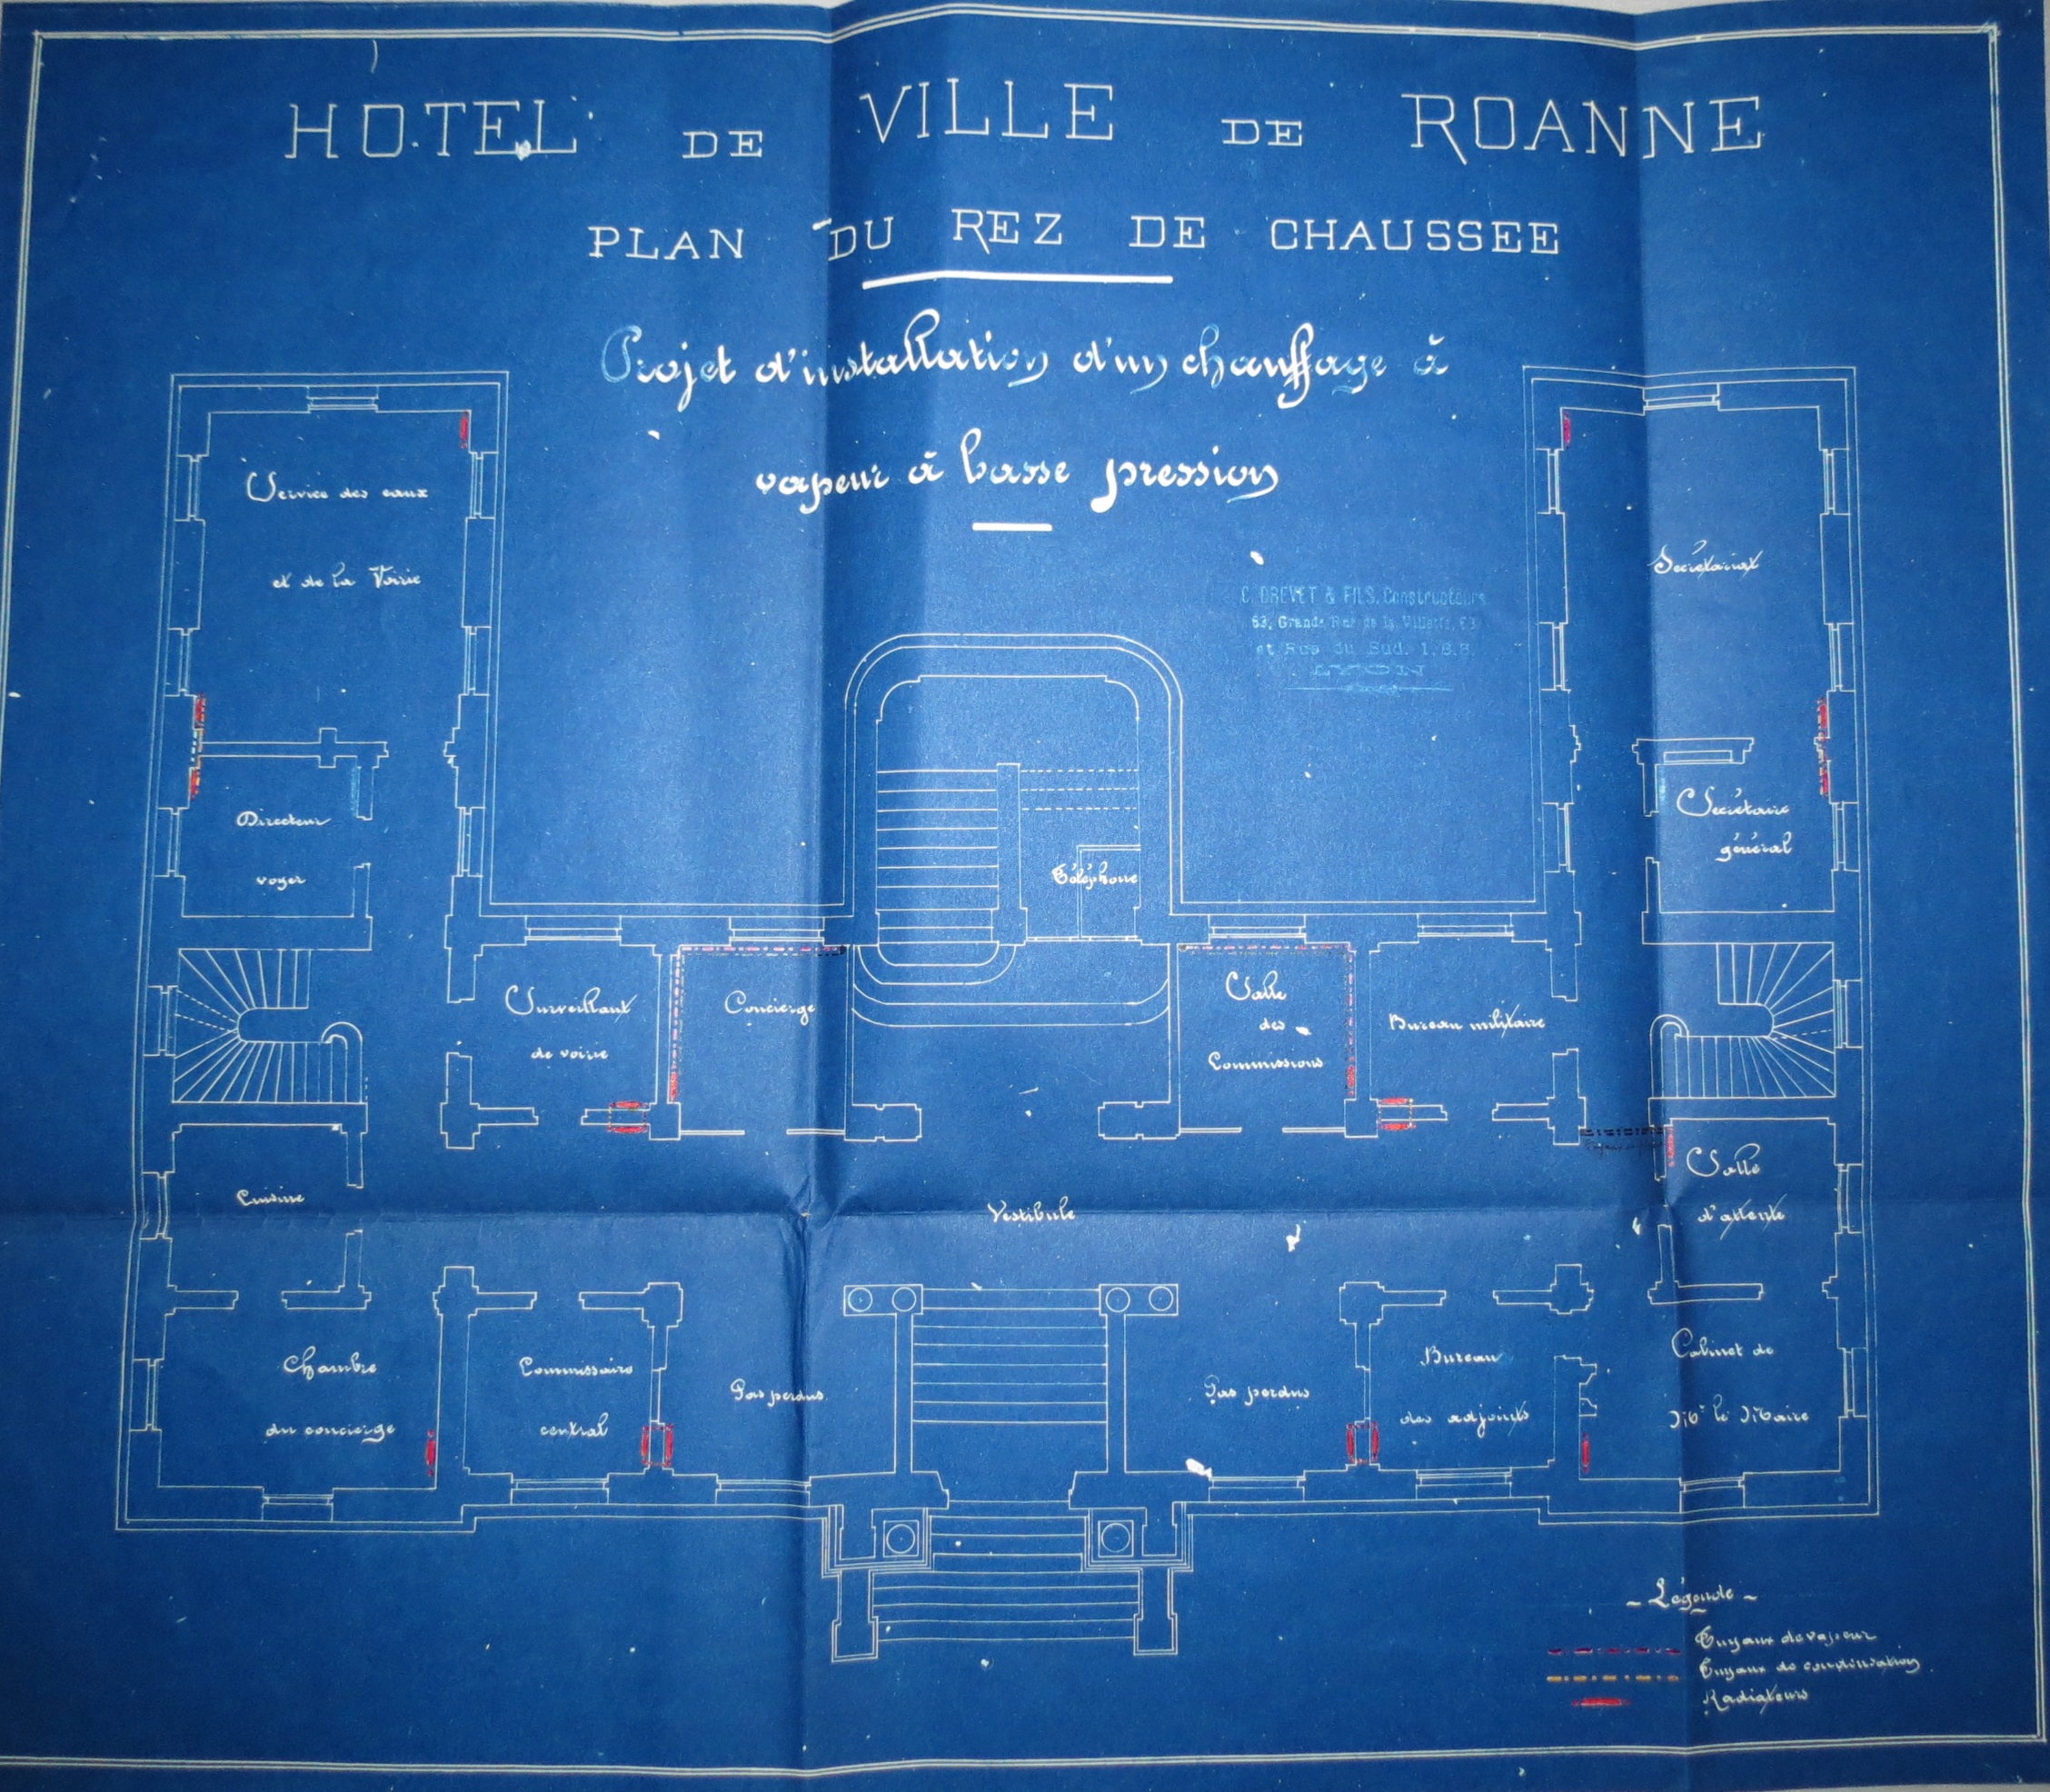 HOTEL DE VILLE DE ROANNE
PLAN DU REZ DE CHAUSSEE
Projet d'installation d'un chauffage à
vapeur à basse pression
C. DREVET & FILS, Constructeurs
63, Grande Rue de la Villette, 63
et Rue du Sud. 1.3.
LYON
Service des eaux
et de la Voirie
Directeur
voyer
Secrétariat
Secrétaire
général
Téléphone
Surveillant
de voirie
Concierge
Salle
des
Commissions
Bureau militaire
Cuisine
Vestibule
Salle
d'attente
Chambre
du concierge
Commissaire
central
Pas perdus
Pas perdus
Bureau
des adjoints
Cabinet de
Mr le Maire
- Légende -
Tuyaux de vapeur
Tuyaux de condensation
Radiateurs